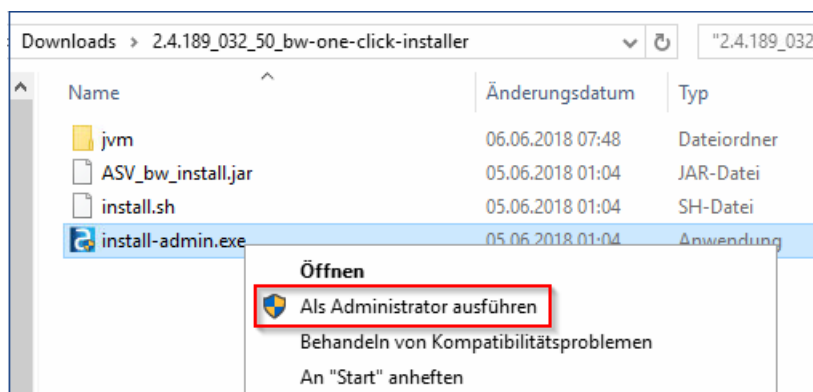 Downloads > 2.4.189_032_50_bw-one-click-installer "2.4.189_032
Name Änderungsdatum Typ
jvm 06.06.2018 07:48 Dateiordner
ASV_bw_install.jar 05.06.2018 01:04 JAR-Datei
install.sh 05.06.2018 01:04 SH-Datei
install-admin.exe 05.06.2018 01:04 Anwendung
Öffnen
Als Administrator ausführen
Behandeln von Kompatibilitätsproblemen
An "Start" anheften